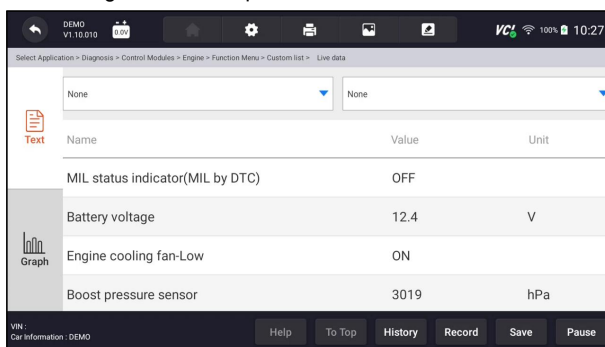 DEMO
V1.10.010
0.0V
VCI 100% 10:27
Select Application > Diagnosis > Control Modules > Engine > Function Menu > Custom list > Live data
None None
Text
Name Value Unit
MIL status indicator(MIL by DTC) OFF
Battery voltage 12.4 V
Graph
Engine cooling fan-Low ON
Boost pressure sensor 3019 hPa
VIN :
Car Information : DEMO
Help To Top History Record Save Pause